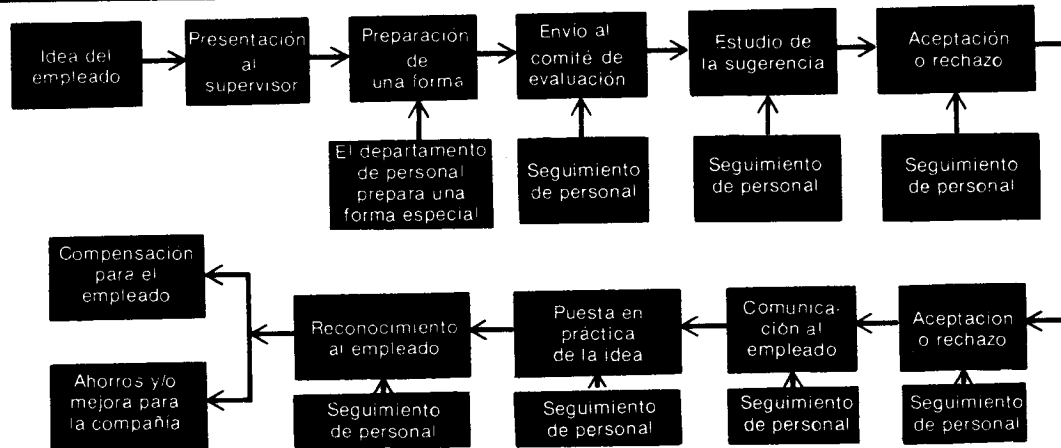 Idea del
empleado
Presentación
al
supervisor
Preparación
de
una forma
Envío al
comité de
evaluación
Estudio de
la sugerencia
Aceptación
o rechazo
El departamento
de personal
prepara una
forma especial
Seguimiento
de personal
Seguimiento
de personal
Seguimiento
de personal
Compensación
para el
empleado
Ahorros y/o
mejora para
la compañía
Reconocimiento
al empleado
Puesta en
práctica
de la idea
Comunica-
ción al
empleado
Aceptación
o rechazo
Seguimiento
de personal
Seguimiento
de personal
Seguimiento
de personal
Seguimiento
de personal